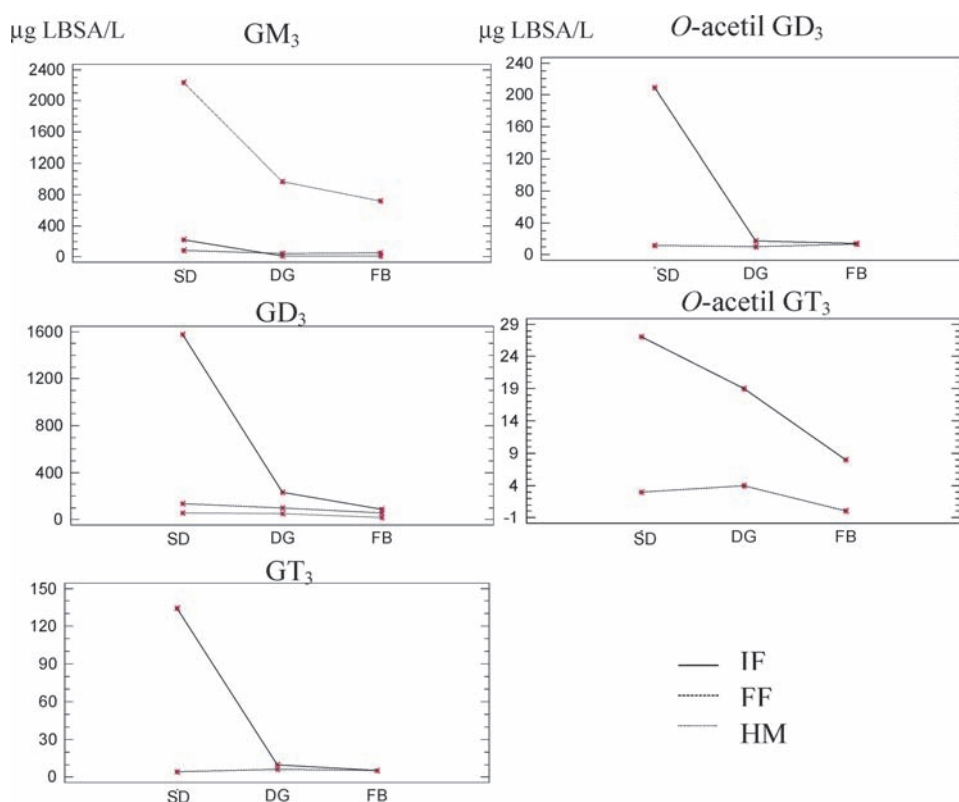 µg LBSA/L
GM₃
2400
2000
1600
1200
800
400
0
SD
DG
FB
µg LBSA/L
O-acetil GD₃
240
200
160
120
80
40
0
SD
DG
FB
GD₃
1600
1200
800
400
0
SD
DG
FB
O-acetil GT₃
29
24
19
14
9
4
-1
SD
DG
FB
GT₃
150
120
90
60
30
0
SD
DG
FB
IF
FF
HM